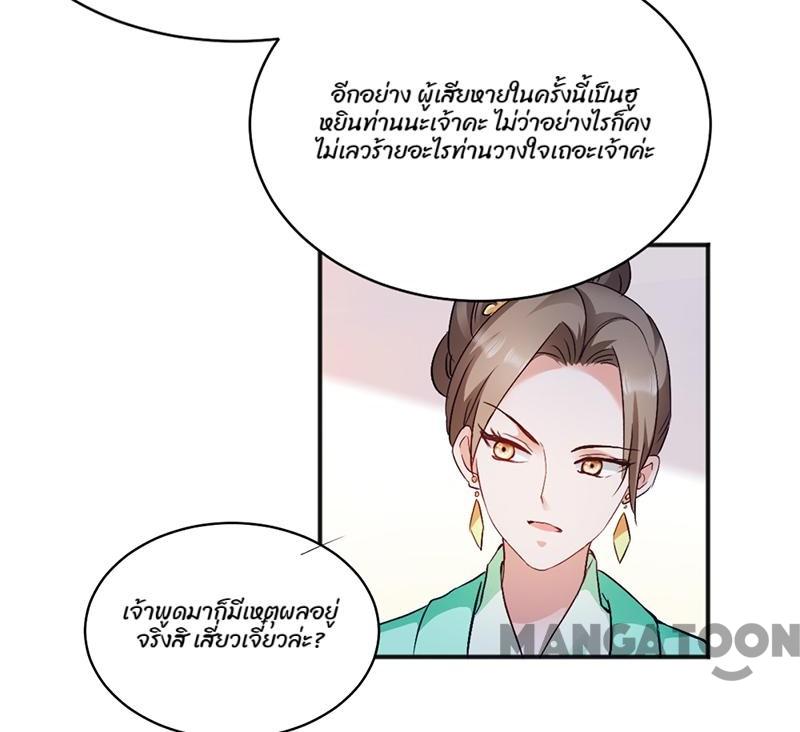 อีกอย่าง ผู้เสียหายในครั้งนี้เป็นฮู
หยินท่านนะเจ้าคะ ไม่ว่าอย่างไรก็คง
ไม่เลวร้ายอะไรท่านวางใจเถอะเจ้าค่ะ
เจ้าพูดมาก็มีเหตุผลอยู่
จริงสิ เสี่ยวเจี๋ยวล่ะ?
MANGATOON